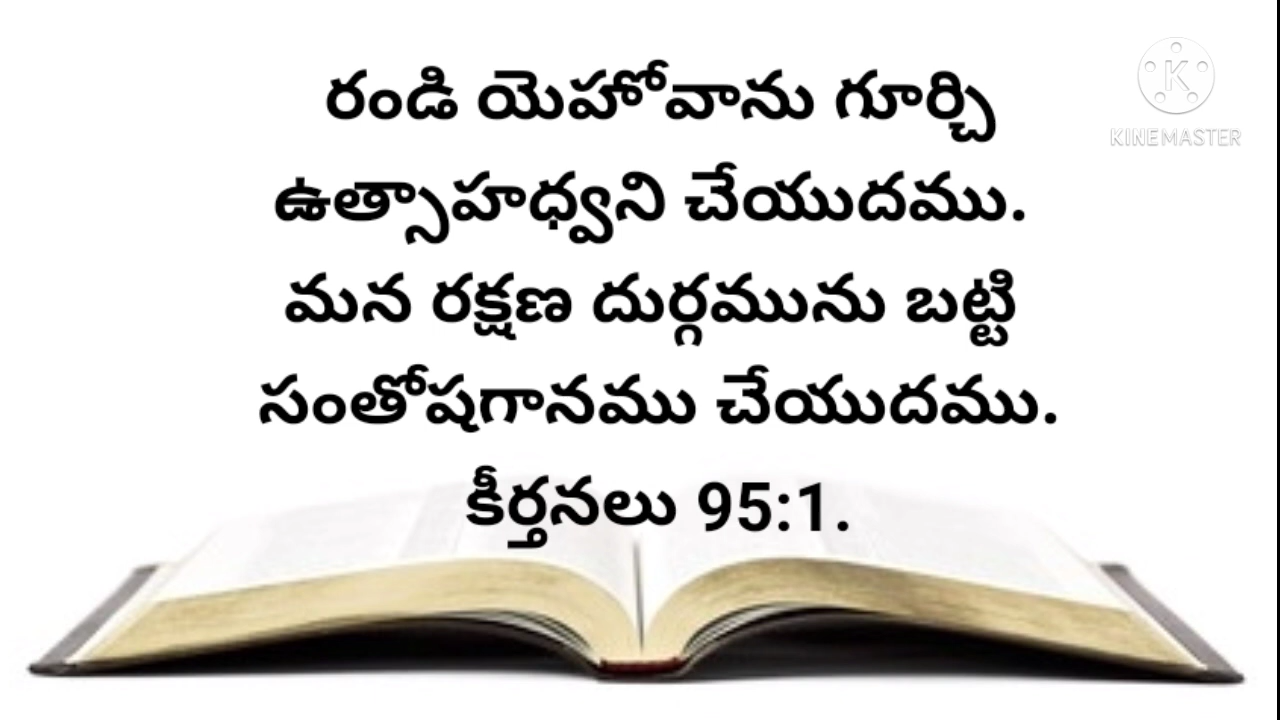 రండి యెహోవాను గూర్చి
ఉత్సాహధ్వని చేయుదము.
మన రక్షణ దుర్గమును బట్టి
సంతోషగానము చేయుదము.
కీర్తనలు 95:1.
K
KINEMASTER